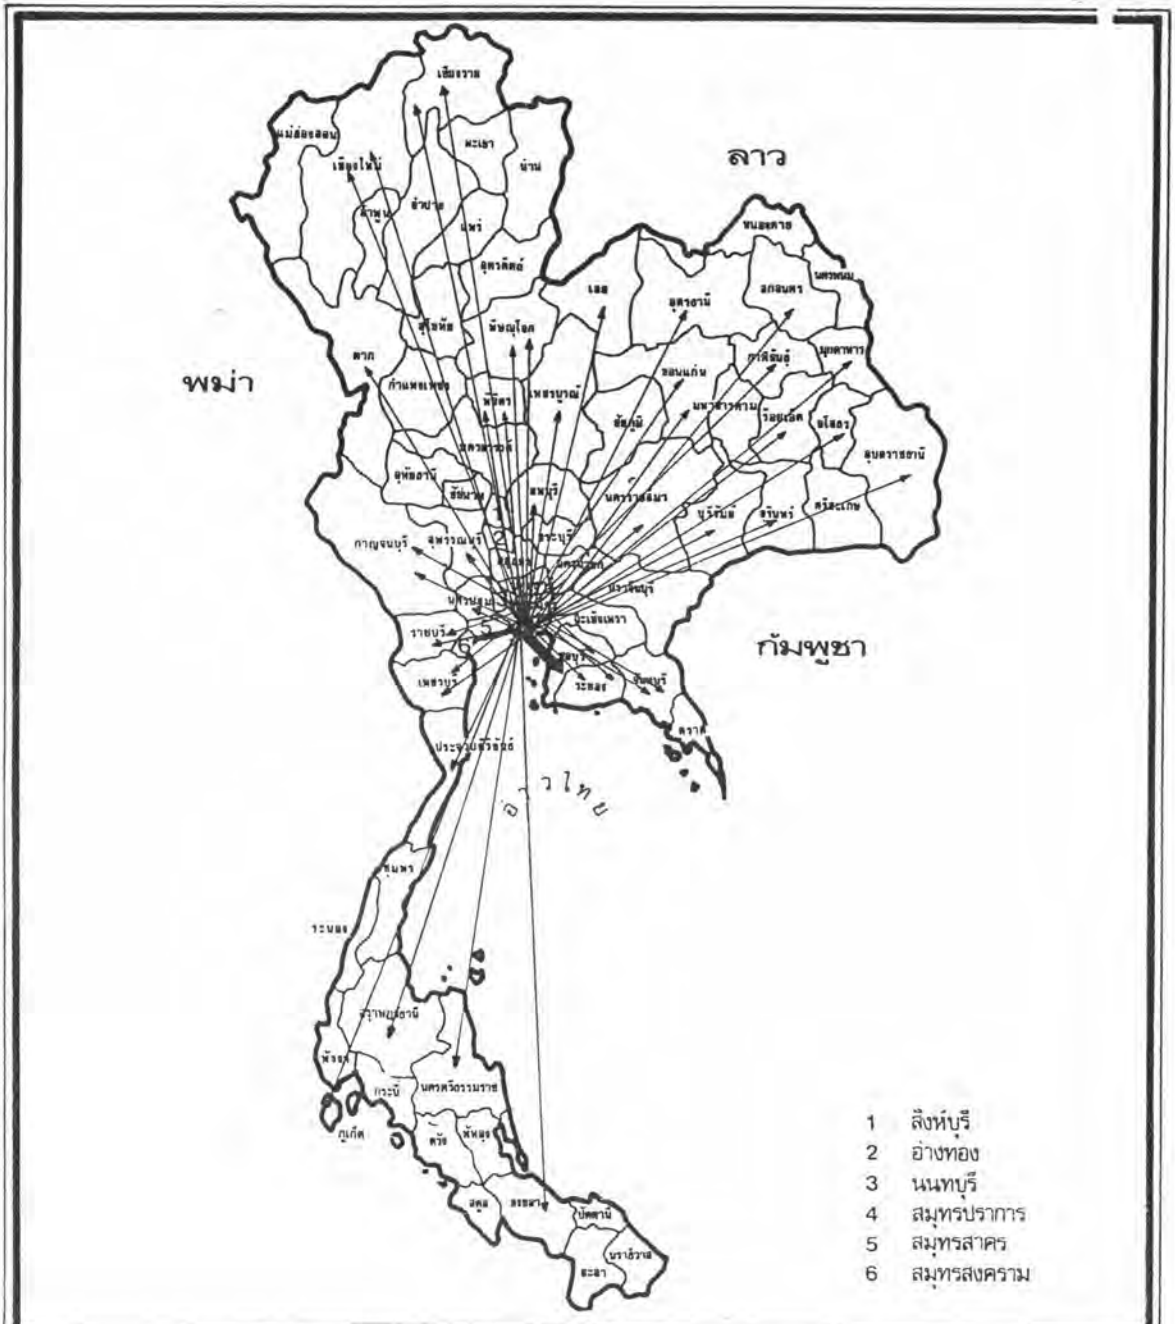 เชียงราย
แม่ฮ่องสอน
พะเยา
น่าน
เชียงใหม่
ลำพูน
ลำปาง
แพร่
อุตรดิตถ์
ลาว
หนองคาย
นครพนม
เลย
อุดรธานี
สกลนคร
สุโขทัย
พิษณุโลก
ตาก
พม่า
กำแพงเพชร
พิจิตร
เพชรบูรณ์
ขอนแก่น
กาฬสินธุ์
มุกดาหาร
มหาสารคาม
ร้อยเอ็ด
ยโสธร
ชัยภูมิ
นครสวรรค์
อุบลราชธานี
อุทัยธานี
ชัยนาท
ลพบุรี
นครราชสีมา
บุรีรัมย์
สุรินทร์
ศรีสะเกษ
กาญจนบุรี
สุพรรณบุรี
2
สระบุรี
นครนายก
ปราจีนบุรี
นครปฐม
ฉะเชิงเทรา
ราชบุรี
5
6
กัมพูชา
ชลบุรี
เพชรบุรี
ระยอง
จันทบุรี
ตราด
ประจวบคีรีขันธ์
อ่าวไทย
ชุมพร
ระนอง
สุราษฎร์ธานี
พังงา
กระบี่
นครศรีธรรมราช
ภูเก็ต
ตรัง
พัทลุง
สตูล
สงขลา
ปัตตานี
ยะลา
นราธิวาส
1 สิงห์บุรี
2 อ่างทอง
3 นนทบุรี
4 สมุทรปราการ
5 สมุทรสาคร
6 สมุทรสงคราม